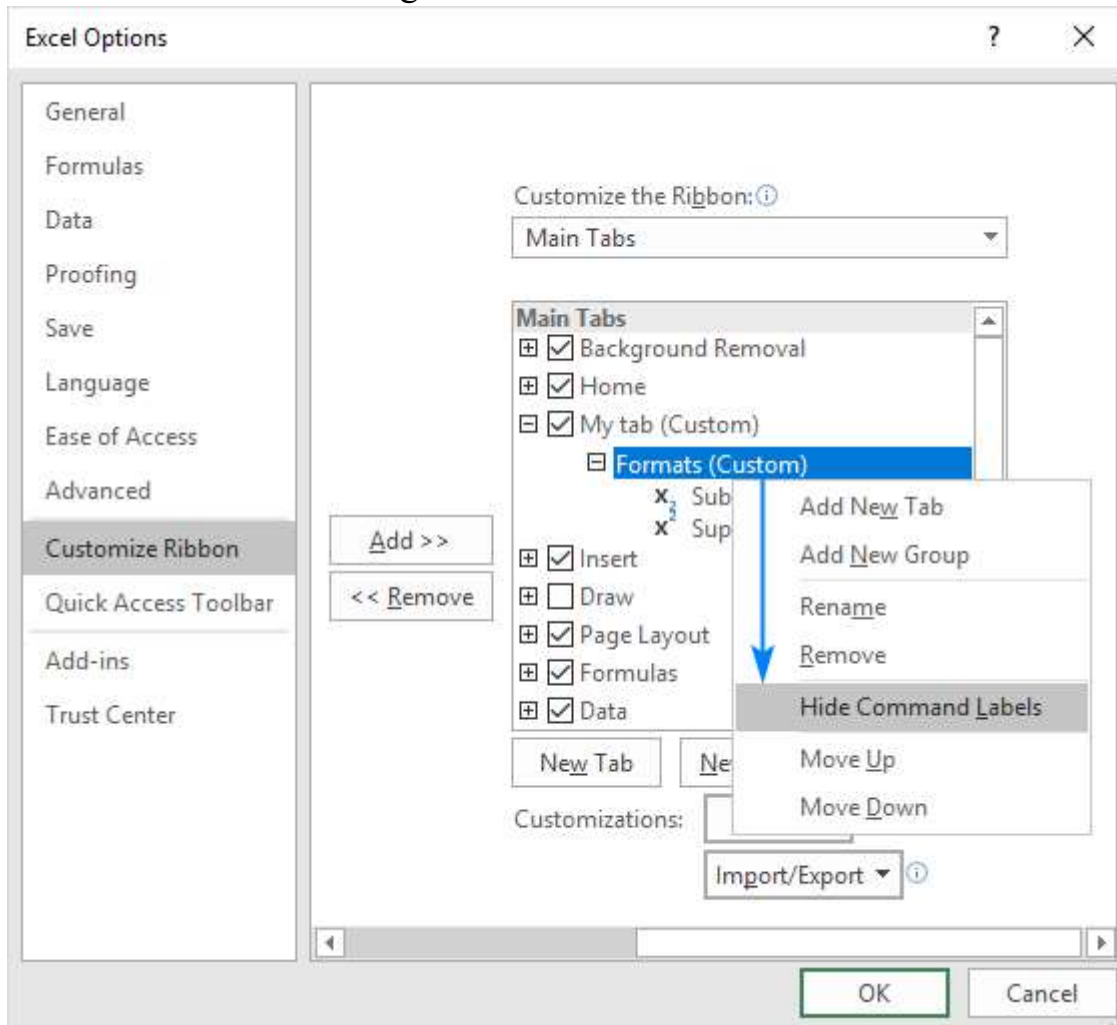 Excel Options ?
General
Formulas
Data
Proofing
Save
Language
Ease of Access
Advanced
Customize Ribbon
Quick Access Toolbar
Add-ins
Trust Center
Add >>
<< Remove
Customize the Ribbon:
Main Tabs
Main Tabs
Background Removal
Home
My tab (Custom)
Formats (Custom)
x₂ Sub
x² Sup
Insert
Draw
Page Layout
Formulas
Data
Add New Tab
Add New Group
Rename
Remove
Hide Command Labels
Move Up
Move Down
New Tab
Ne
Customizations:
Import/Export
OK
Cancel